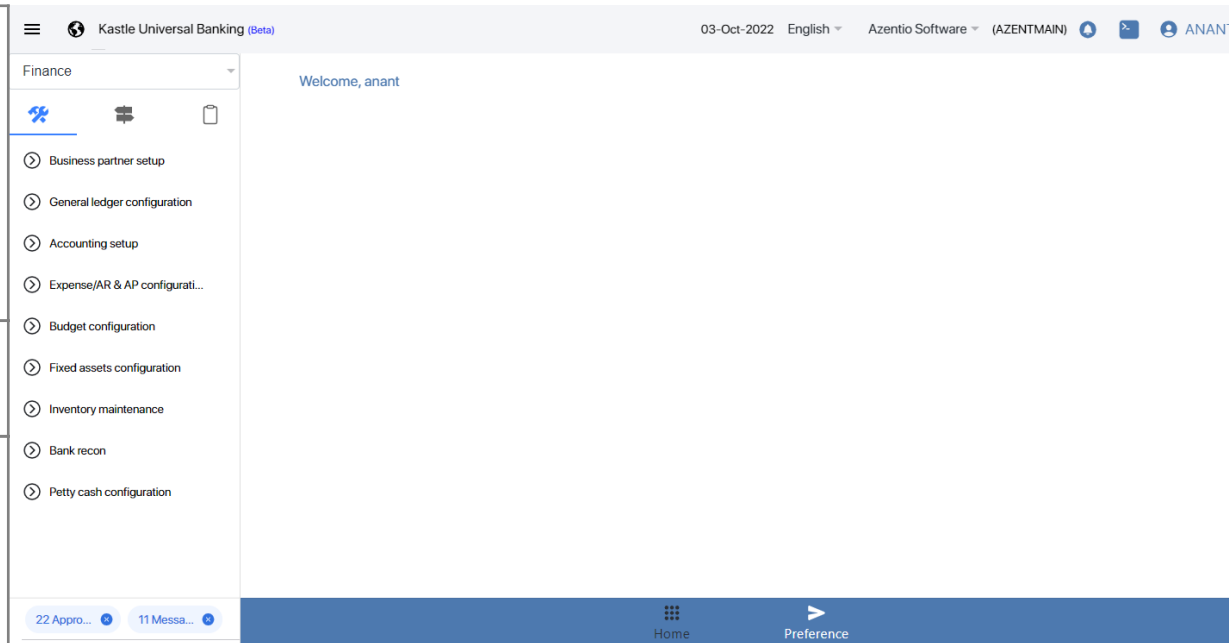 Kastle Universal Banking (Beta) 03-Oct-2022 English Azentio Software (AZENTMAIN) ANANT
Finance
Welcome, anant
Business partner setup
General ledger configuration
Accounting setup
Expense/AR & AP configurati...
Budget configuration
Fixed assets configuration
Inventory maintenance
Bank recon
Petty cash configuration
22 Appro... 11 Messa...
Home Preference